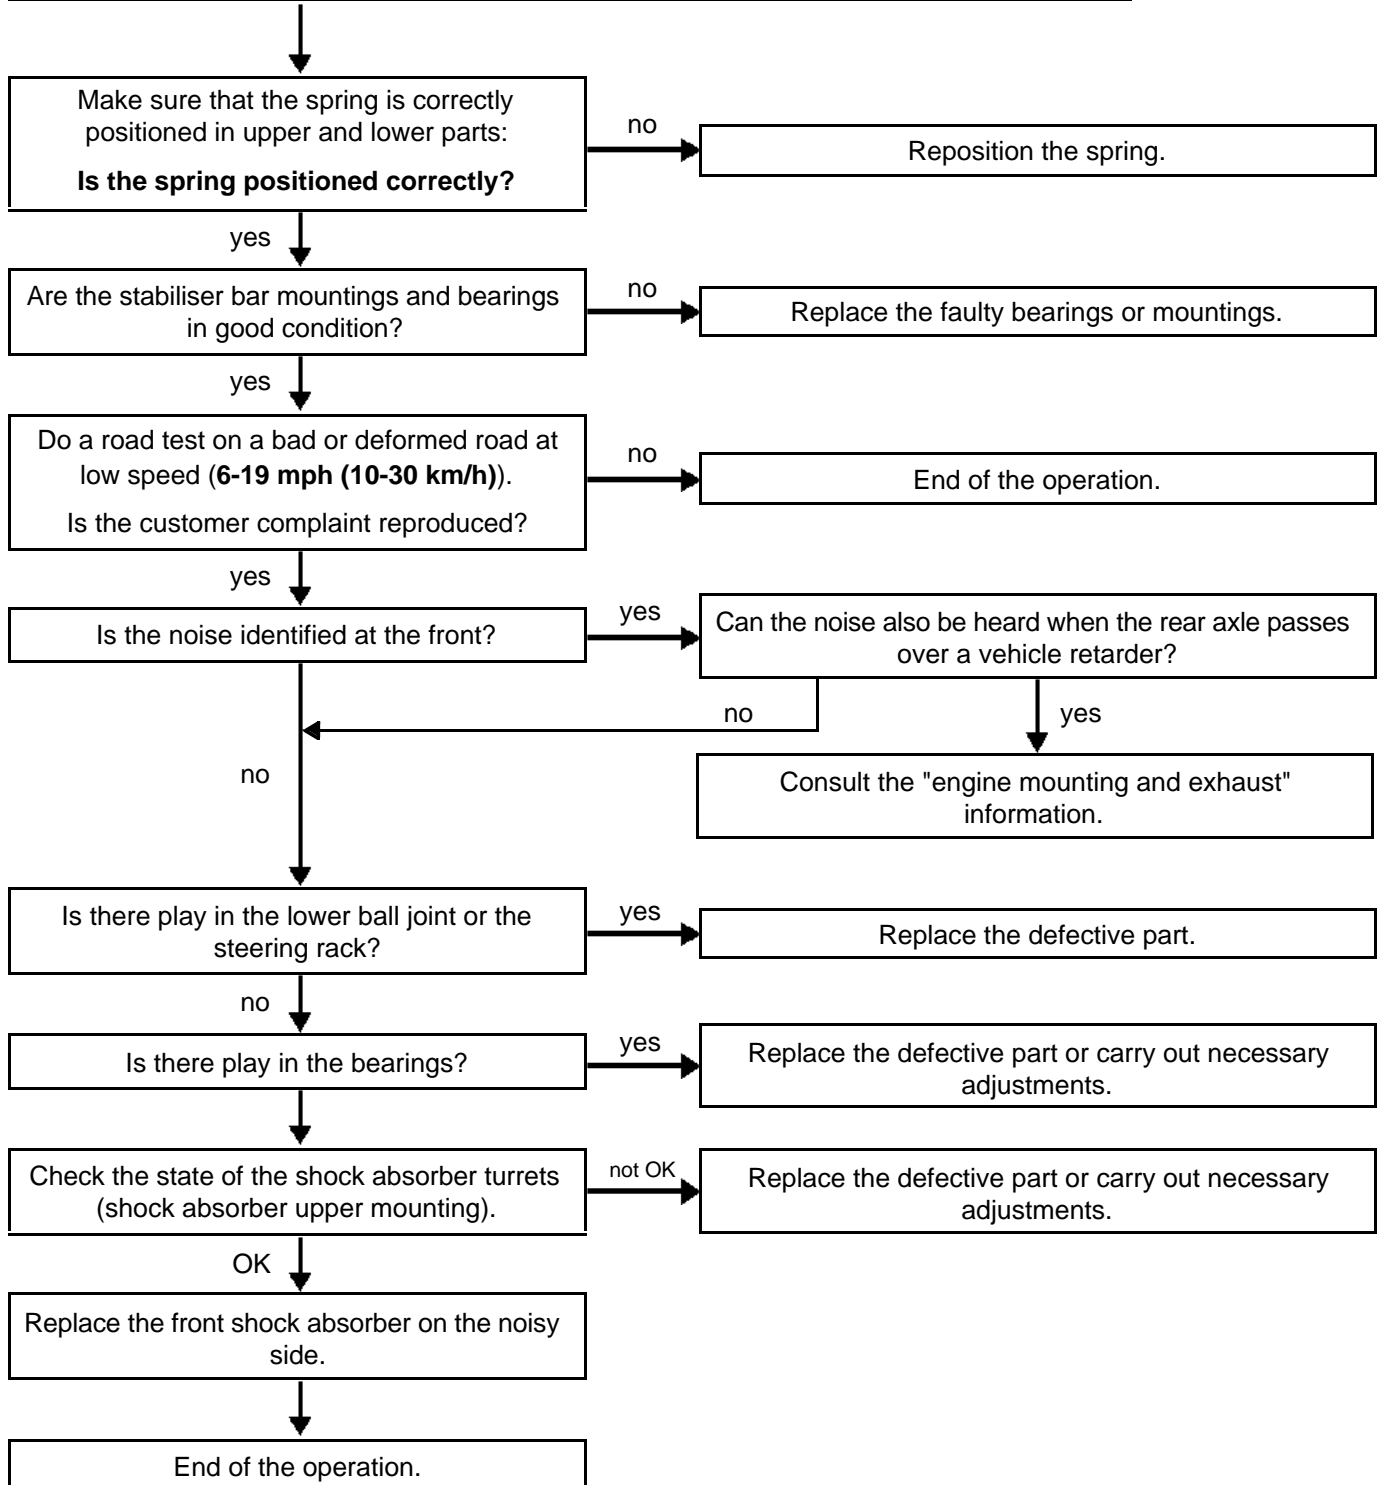 Make sure that the spring is correctly
positioned in upper and lower parts:
Is the spring positioned correctly?
no
Reposition the spring.
yes
Are the stabiliser bar mountings and bearings
in good condition?
no
Replace the faulty bearings or mountings.
yes
Do a road test on a bad or deformed road at
low speed (6-19 mph (10-30 km/h)).
Is the customer complaint reproduced?
no
End of the operation.
yes
Is the noise identified at the front?
yes
Can the noise also be heard when the rear axle passes
over a vehicle retarder?
no
yes
no
Consult the "engine mounting and exhaust"
information.
Is there play in the lower ball joint or the
steering rack?
yes
Replace the defective part.
no
Is there play in the bearings?
yes
Replace the defective part or carry out necessary
adjustments.
Check the state of the shock absorber turrets
(shock absorber upper mounting).
not OK
Replace the defective part or carry out necessary
adjustments.
OK
Replace the front shock absorber on the noisy
side.
End of the operation.